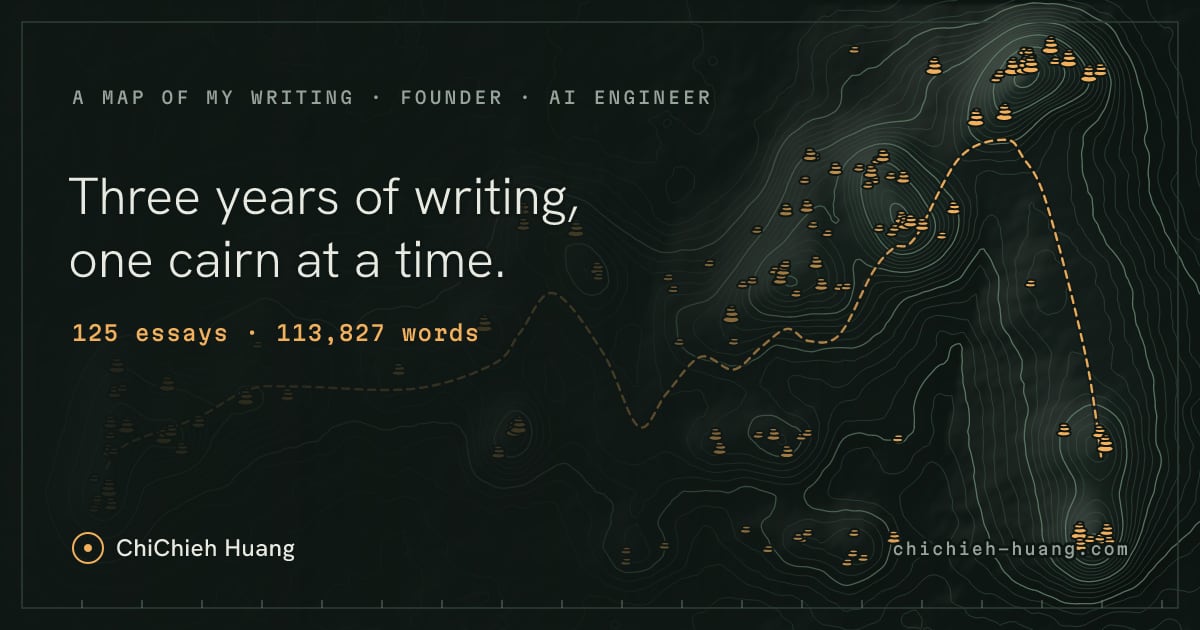 A MAP OF MY WRITING · FOUNDER · AI ENGINEER
Three years of writing,
one cairn at a time.
125 essays · 113,827 words
ChiChieh Huang
chichieh-huang.com